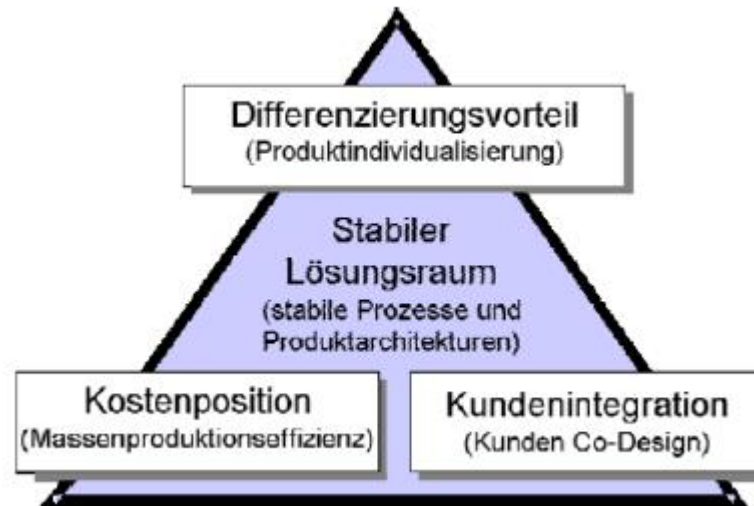 Differenzierungsvorteil
(Produktindividualisierung)
Stabiler
Lösungsraum
(stabile Prozesse und
Produktarchitekturen)
Kostenposition
(Massenproduktionseffizienz)
Kundenintegration
(Kunden Co-Design)